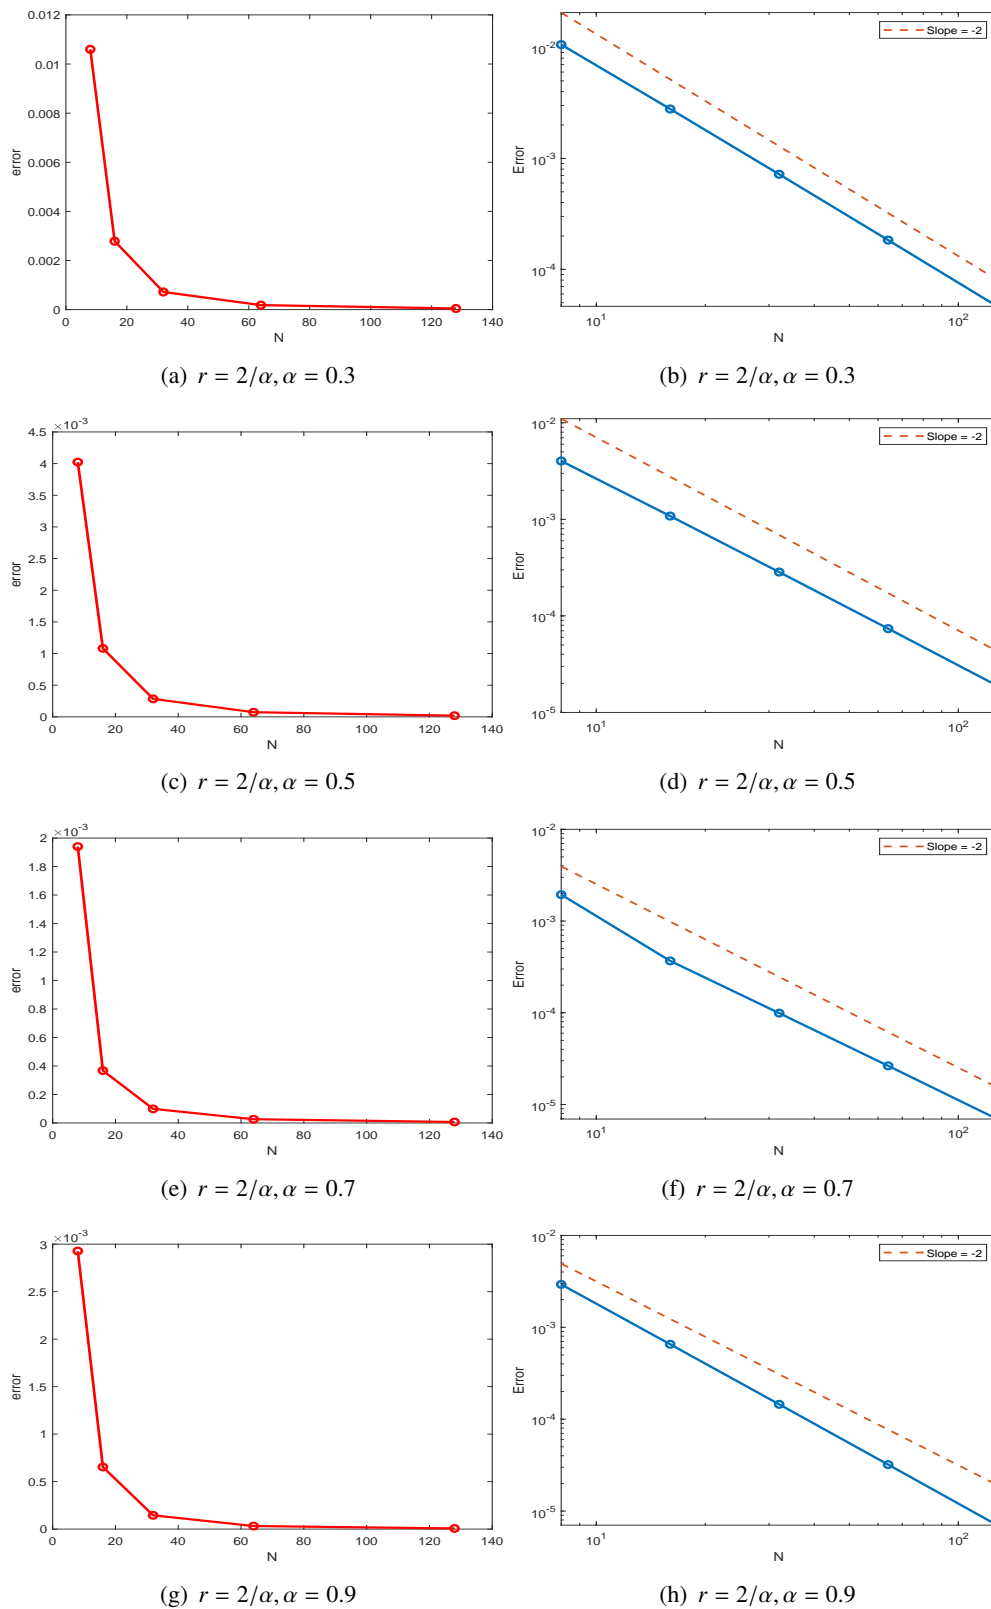 0.012
0.01
0.008
0.006
0.004
0.002
0
error
0 20 40 60 80 100 120 140
N
(a) r = 2/α, α = 0.3
Slope = -2
10^-2
10^-3
10^-4
Error
10^1 10^2
N
(b) r = 2/α, α = 0.3
×10^-3
4.5
4
3.5
3
2.5
2
1.5
1
0.5
0
error
0 20 40 60 80 100 120 140
N
(c) r = 2/α, α = 0.5
Slope = -2
10^-2
10^-3
10^-4
10^-5
Error
10^1 10^2
N
(d) r = 2/α, α = 0.5
×10^-3
2
1.8
1.6
1.4
1.2
1
0.8
0.6
0.4
0.2
0
error
0 20 40 60 80 100 120 140
N
(e) r = 2/α, α = 0.7
Slope = -2
10^-2
10^-3
10^-4
10^-5
Error
10^1 10^2
N
(f) r = 2/α, α = 0.7
×10^-3
3
2.5
2
1.5
1
0.5
0
error
0 20 40 60 80 100 120 140
N
(g) r = 2/α, α = 0.9
Slope = -2
10^-2
10^-3
10^-4
10^-5
Error
10^1 10^2
N
(h) r = 2/α, α = 0.9